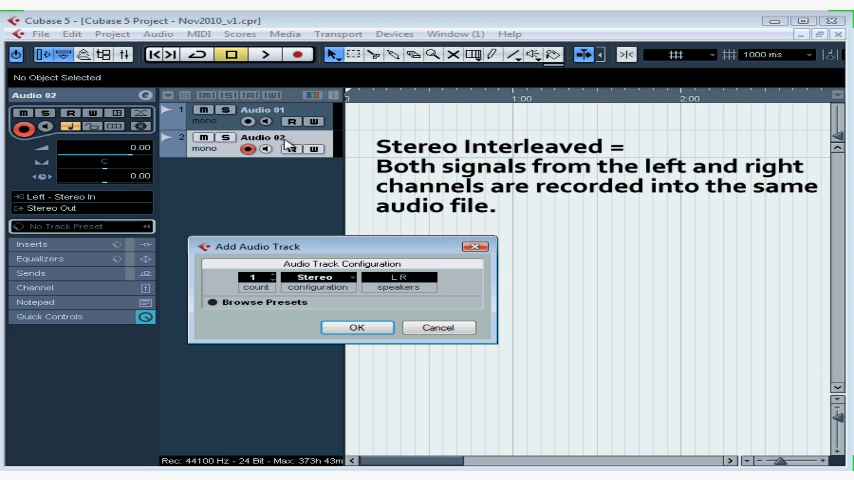 Cubase 5 - [Cubase 5 Project - Nov2010_v1.cpr]
File Edit Project Audio MIDI Scores Media Transport Devices Window (1) Help
1000 ms
No Object Selected
Audio 02
M S R W
0.00
C
0.00
Left - Stereo In
Stereo Out
No Track Preset
Inserts
Equalizers
Sends
Channel
Notepad
Quick Controls
1 M S Audio 01
mono R W
2 M S Audio 02
mono R W
1:00 2:00
Stereo Interleaved =
Both signals from the left and right
channels are recorded into the same
audio file.
Add Audio Track
Audio Track Configuration
1 Stereo L R
count configuration speakers
Browse Presets
OK Cancel
Rec: 44100 Hz - 24 Bit - Max: 373h 43m